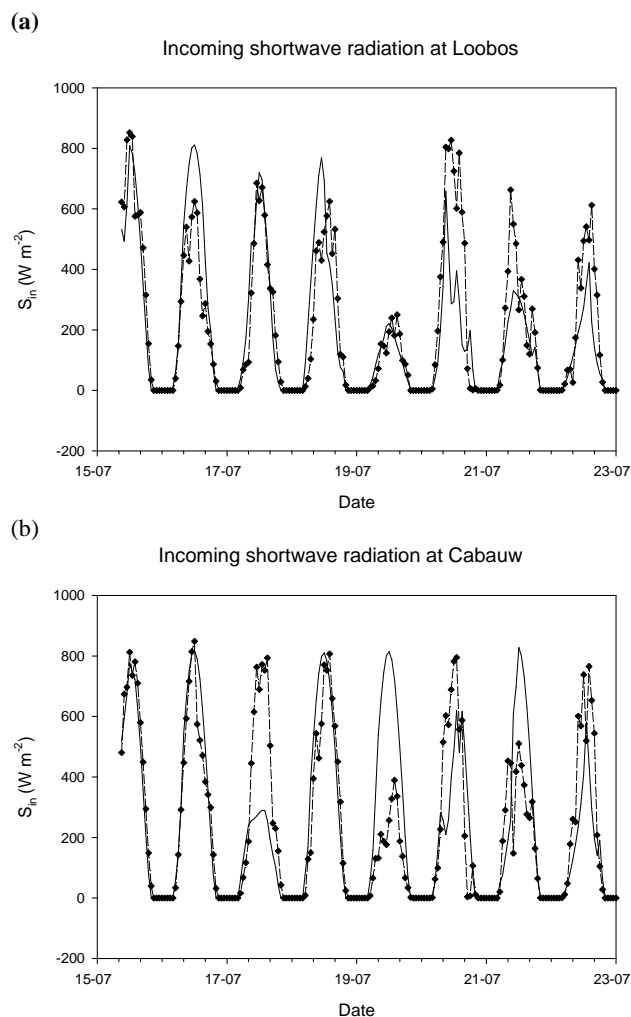 (a)
Incoming shortwave radiation at Loobos
1000
800
600
400
200
0
-200
S_in (W m⁻²)
15-07 17-07 19-07 21-07 23-07
Date
(b)
Incoming shortwave radiation at Cabauw
1000
800
600
400
200
0
-200
S_in (W m⁻²)
15-07 17-07 19-07 21-07 23-07
Date